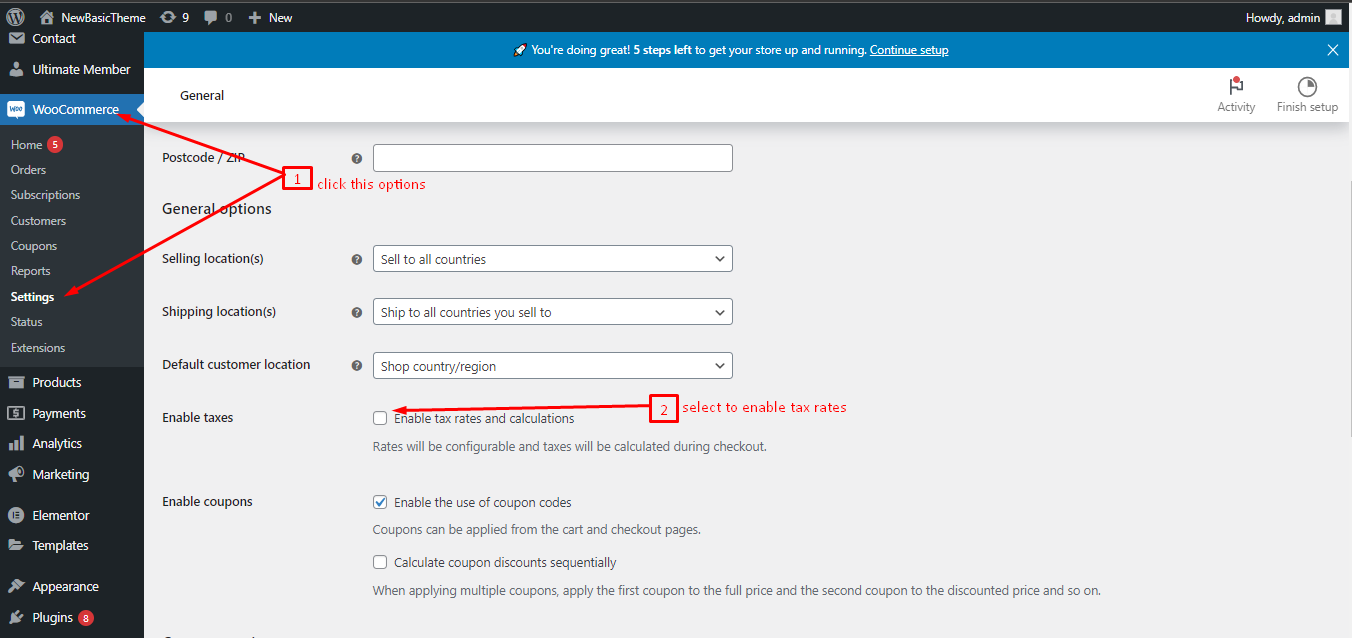 NewBasicTheme 9 0 New Howdy, admin
Contact
Ultimate Member
WooCommerce
Home 5
Orders
Subscriptions
Customers
Coupons
Reports
Settings
Status
Extensions
Products
Payments
Analytics
Marketing
Elementor
Templates
Appearance
Plugins 8
You're doing great! 5 steps left to get your store up and running. Continue setup
General
Activity
Finish setup
Postcode / ZIP
1 click this options
General options
Selling location(s)
Sell to all countries
Shipping location(s)
Ship to all countries you sell to
Default customer location
Shop country/region
2 select to enable tax rates
Enable taxes
Enable tax rates and calculations
Rates will be configurable and taxes will be calculated during checkout.
Enable coupons
Enable the use of coupon codes
Coupons can be applied from the cart and checkout pages.
Calculate coupon discounts sequentially
When applying multiple coupons, apply the first coupon to the full price and the second coupon to the discounted price and so on.